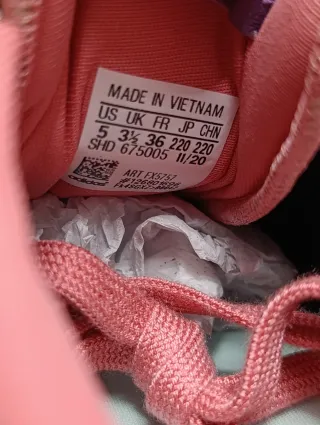 MADE IN VIETNAM
US UK FR JP CHN
5 3½ 36 220 220
SHD 675005 11/20
ART FX5757
adidas